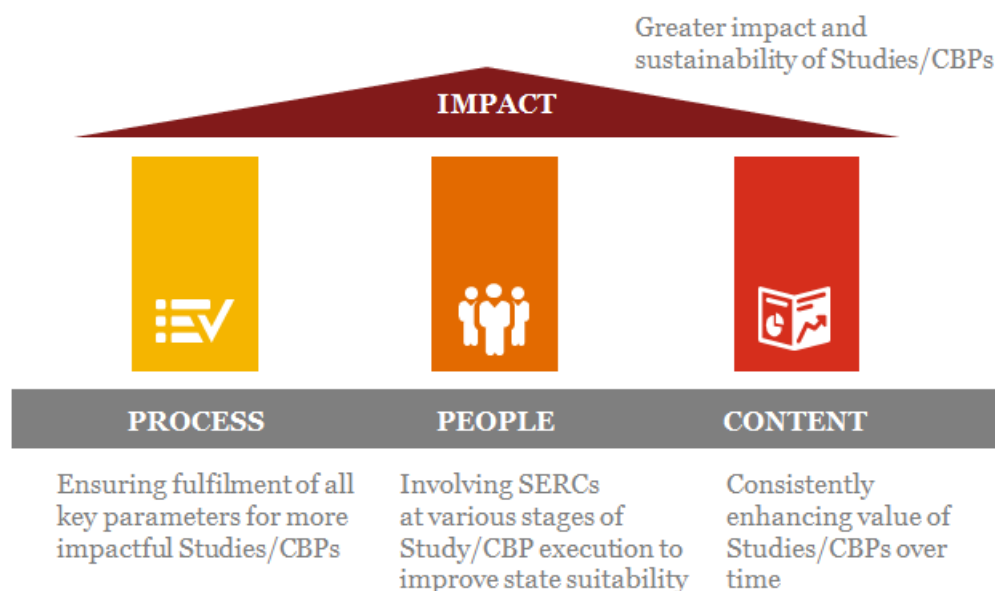 Greater impact and
sustainability of Studies/CBPs
IMPACT
PROCESS
PEOPLE
CONTENT
Ensuring fulfilment of all
key parameters for more
impactful Studies/CBPs
Involving SERCs
at various stages of
Study/CBP execution to
improve state suitability
Consistently
enhancing value of
Studies/CBPs over
time